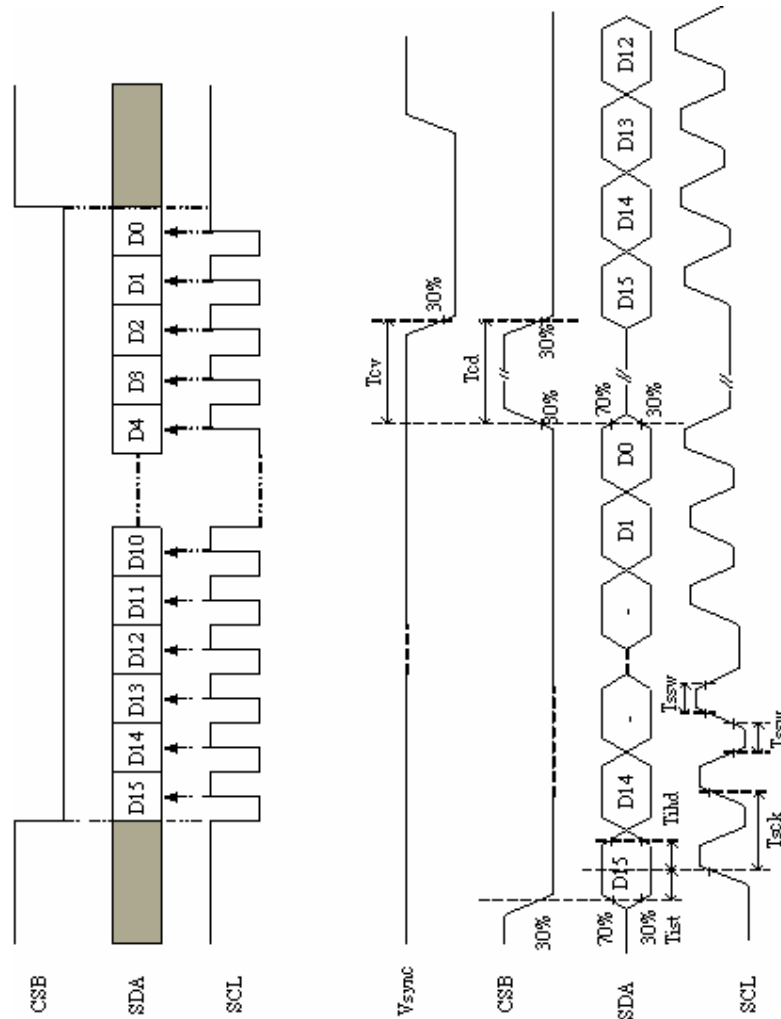 CSB
SDA D15 D14 D13 D12 D11 D10 D4 D3 D2 D1 D0
SCL
Vsync
Tcv
30%
CSB
30%
Tcd
30%
30%
SDA
70%
30%
D15 D14 - - D1 D0
70%
30%
D15 D14 D13 D12
Tist
Tihd
Tssw
SCL
Tsck
Tssw